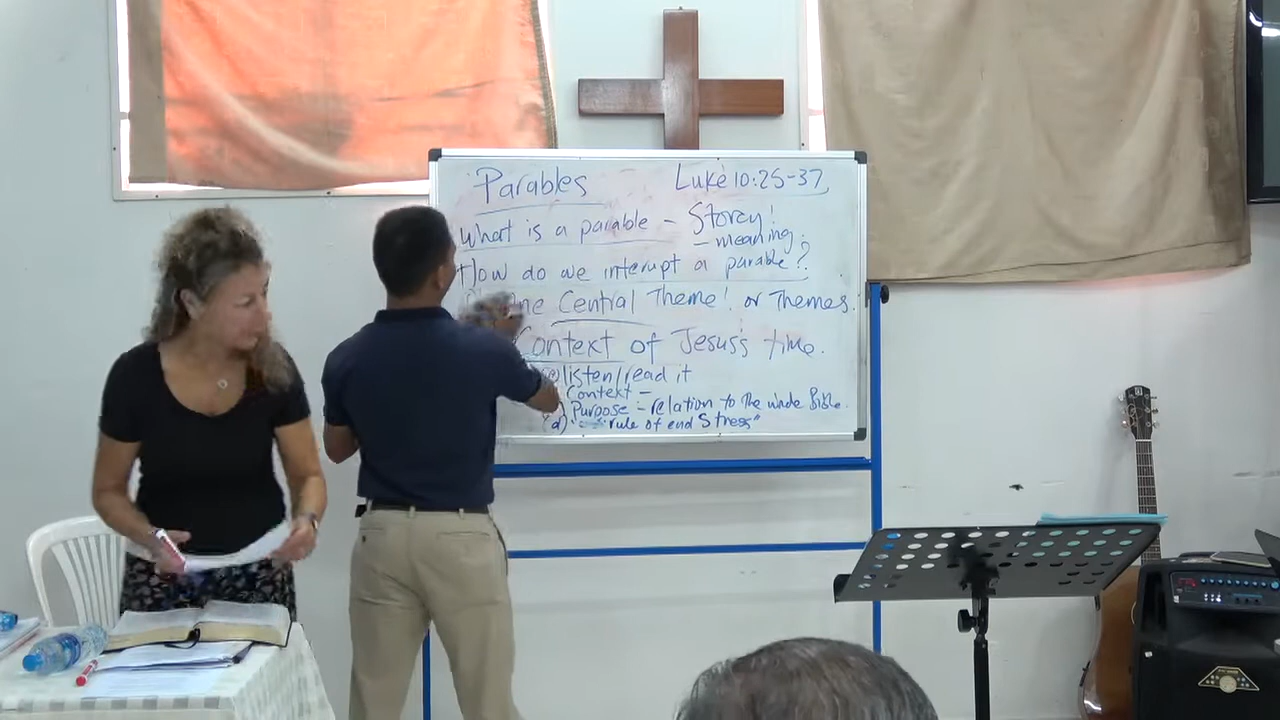 Parables Luke 10:25-37
What is a parable - Storey!
- meaning.
How do we interupt a parable?
One Central Theme! or Themes.
Context of Jesus's time.
listen/read it
Context -
Purpose - relation to the whole Bible.
(d) "rule of end Stress"